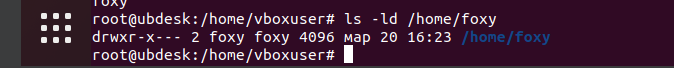 foxy
root@ubdesk:/home/vboxuser# ls -ld /home/foxy
drwxr-x--- 2 foxy foxy 4096 мар 20 16:23 /home/foxy
root@ubdesk:/home/vboxuser#